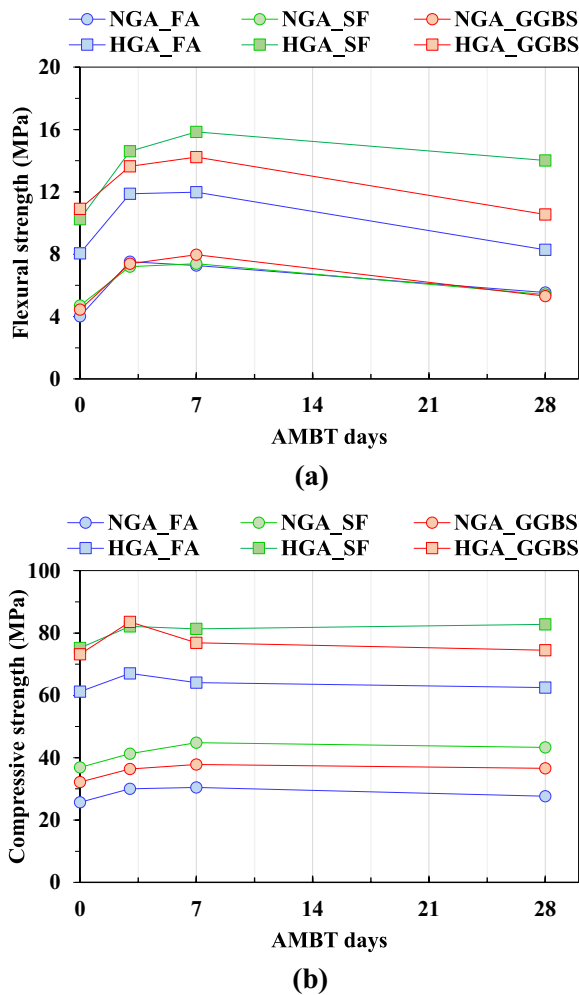 NGA_FA NGA_SF NGA_GGBS
HGA_FA HGA_SF HGA_GGBS
20
16
12
8
4
0
Flexural strength (MPa)
0 7 14 21 28
AMBT days
(a)
NGA_FA NGA_SF NGA_GGBS
HGA_FA HGA_SF HGA_GGBS
100
80
60
40
20
0
Compressive strength (MPa)
0 7 14 21 28
AMBT days
(b)